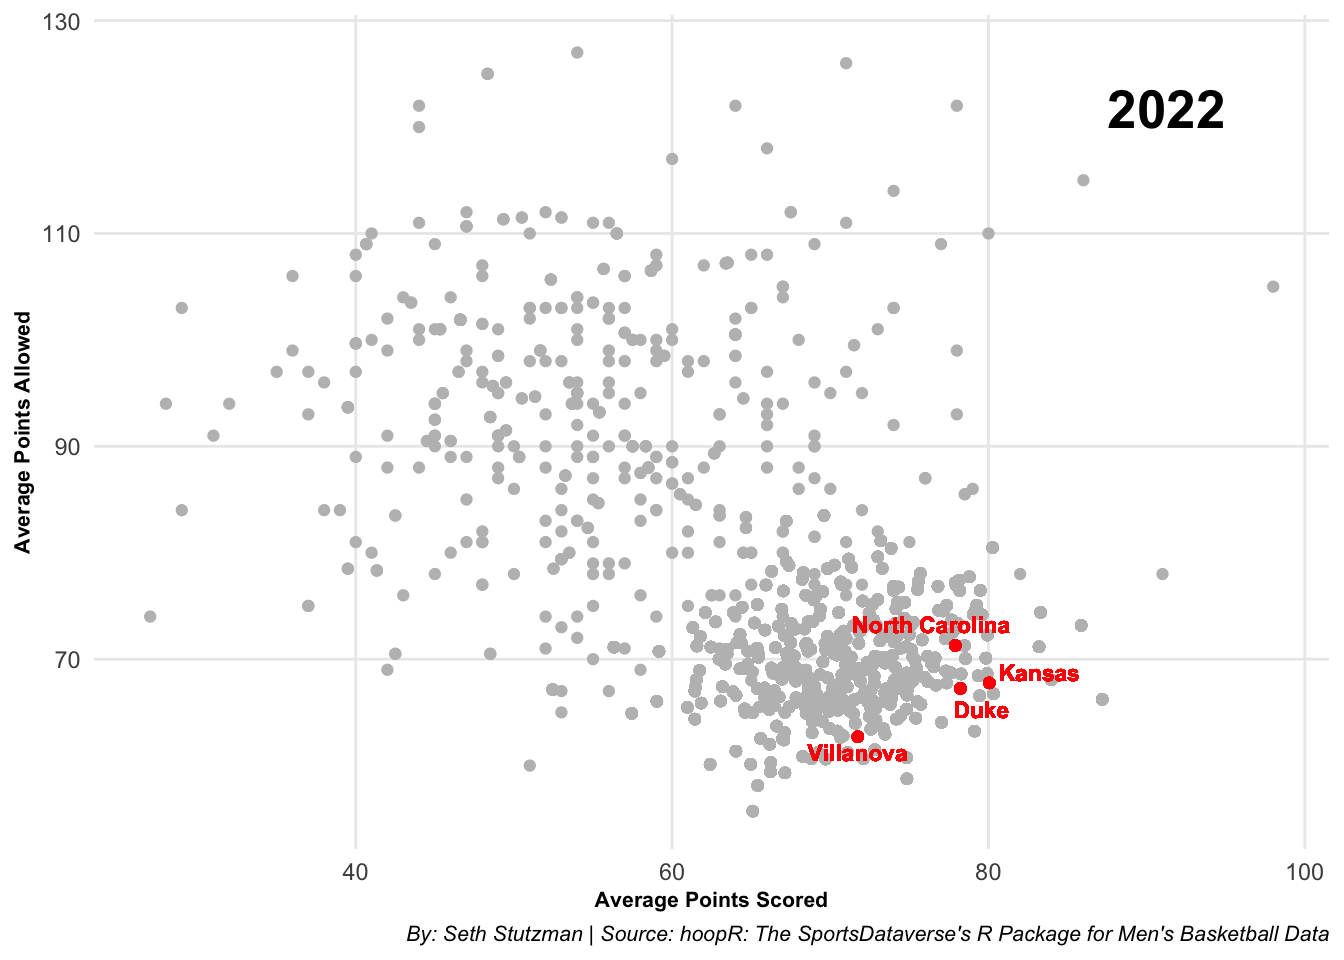 130
2022
110
90
70
Average Points Allowed
North Carolina
Kansas
Duke
Villanova
40
60
80
100
Average Points Scored
By: Seth Stutzman | Source: hoopR: The SportsDataverse's R Package for Men's Basketball Data